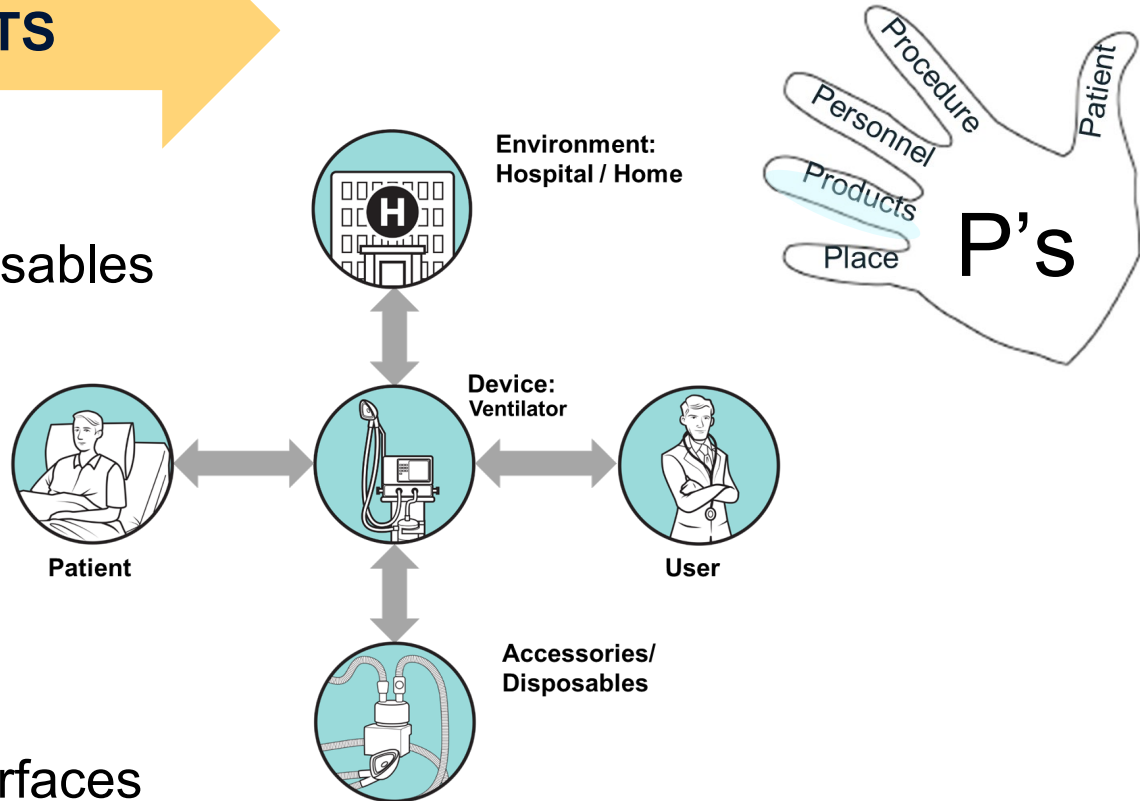 TS
sables
rfaces
Environment:
Hospital / Home
H
Device:
Ventilator
Patient
User
Accessories/
Disposables
Procedure
Personnel
Products
Place
Patient
P's